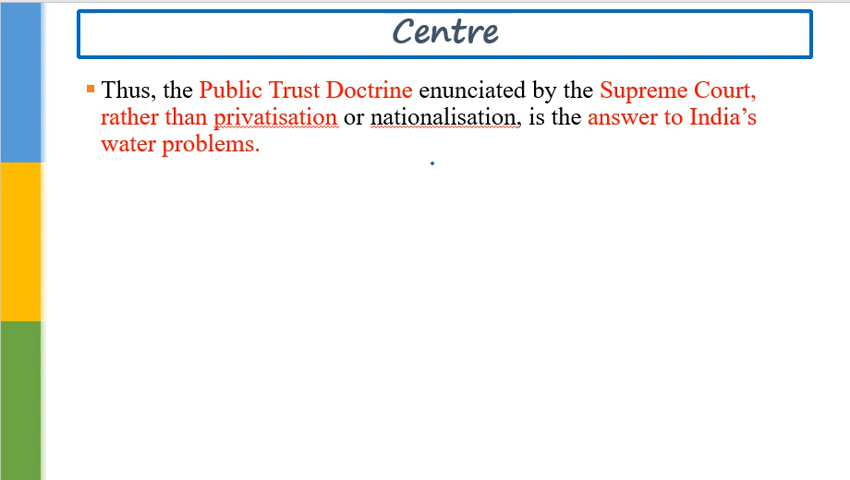 Centre
Thus, the Public Trust Doctrine enunciated by the Supreme Court,
rather than privatisation or nationalisation, is the answer to India’s
water problems.